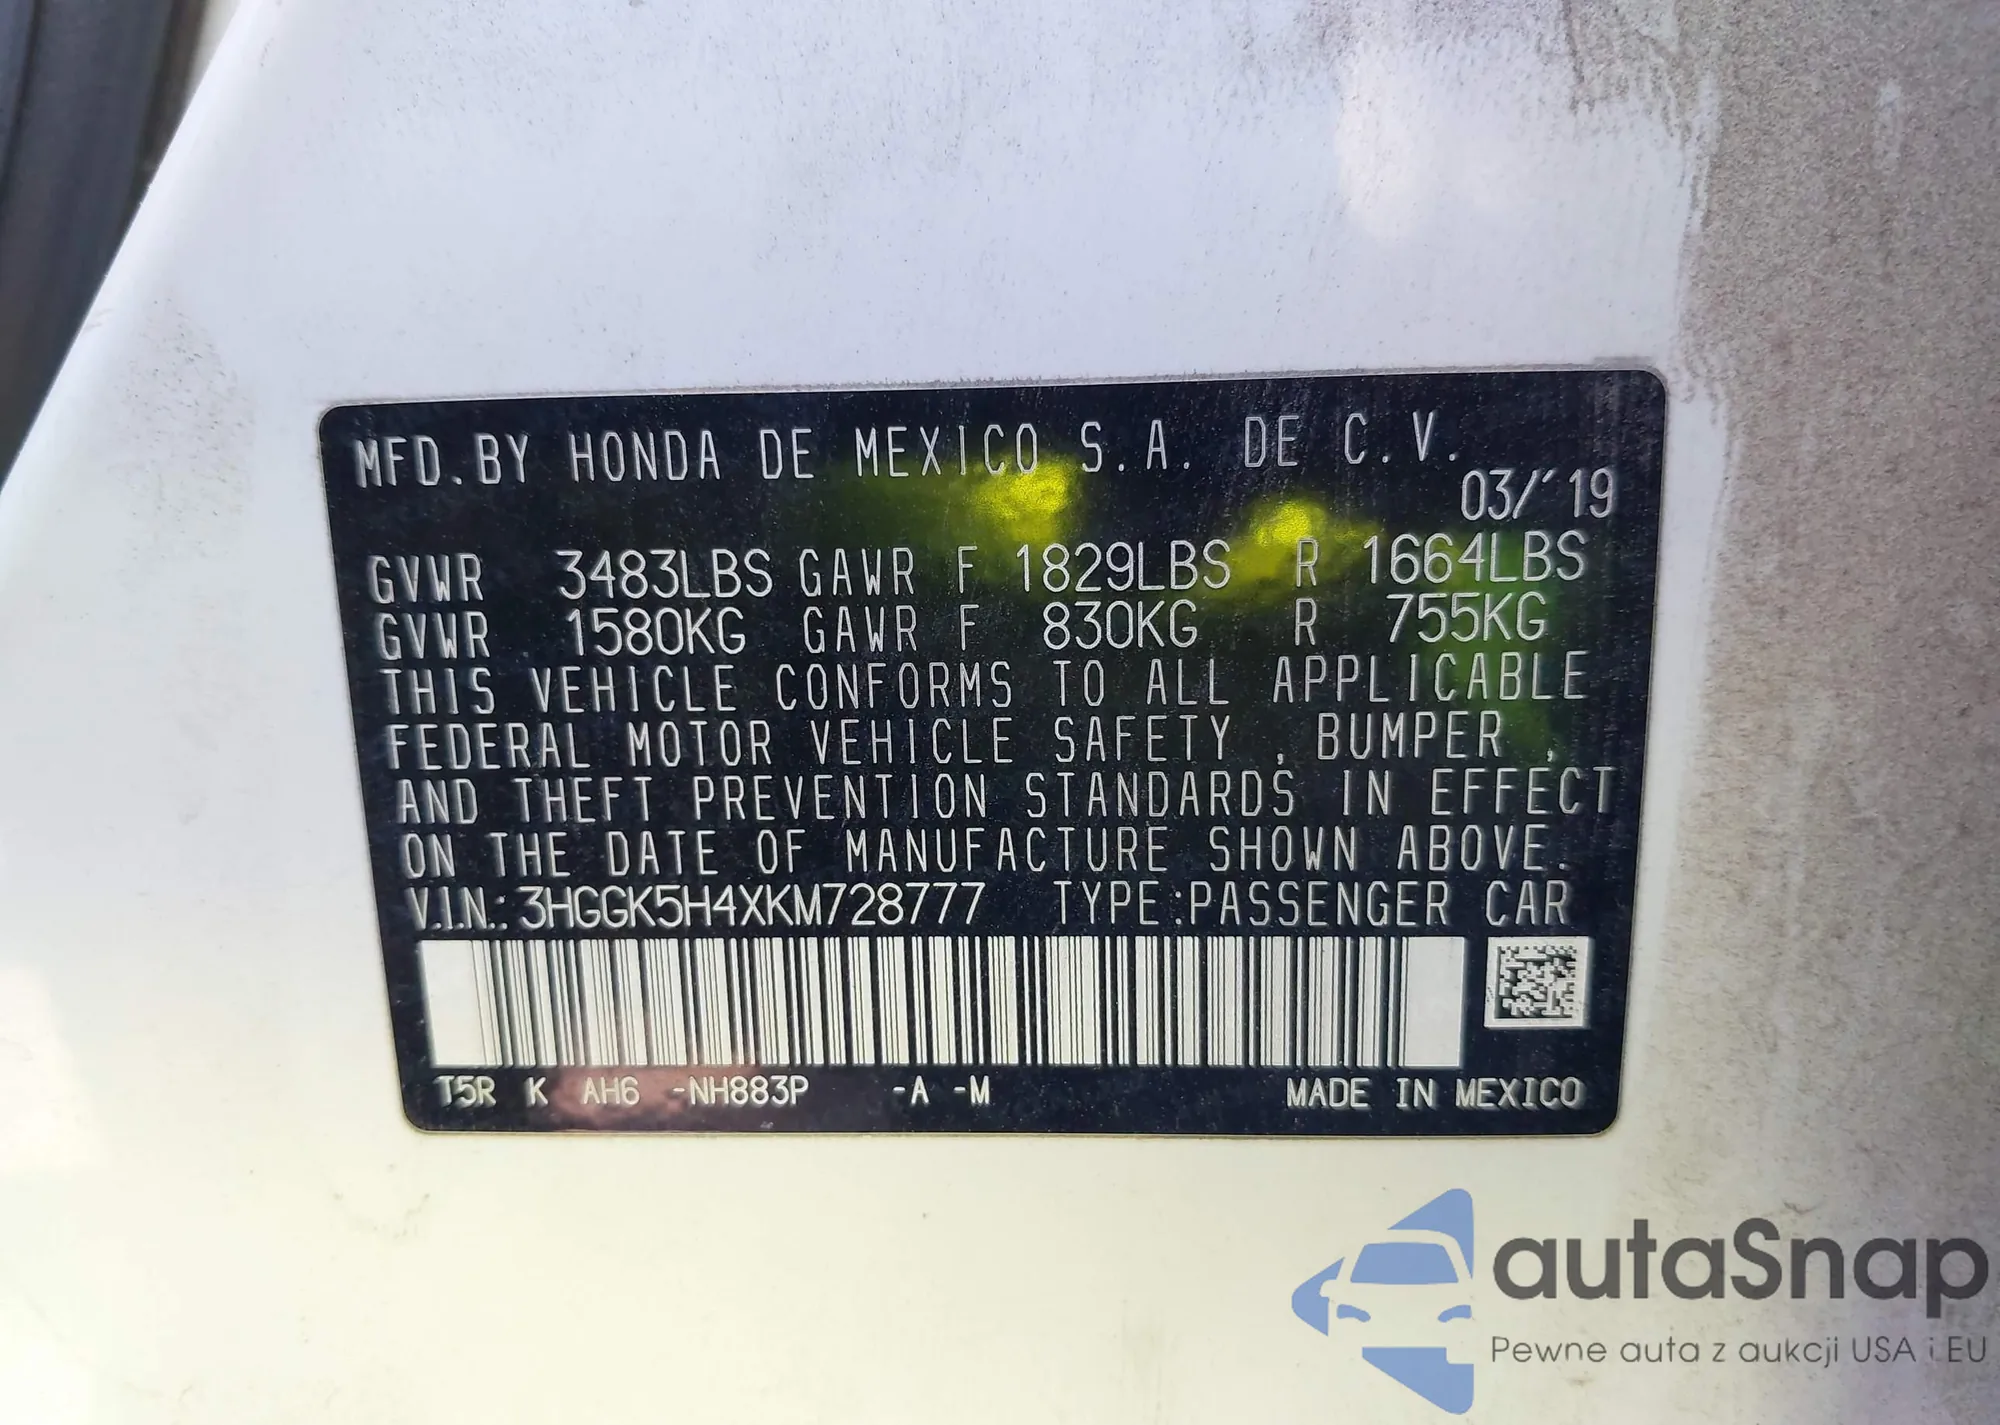 MFD. BY HONDA DE MEXICO S.A. DE C.V.
03/'19
GVWR 3483LBS GAWR F 1829LBS R 1664LBS
GVWR 1580KG GAWR F 830KG R 755KG
THIS VEHICLE CONFORMS TO ALL APPLICABLE
FEDERAL MOTOR VEHICLE SAFETY , BUMPER ,
AND THEFT PREVENTION STANDARDS IN EFFECT
ON THE DATE OF MANUFACTURE SHOWN ABOVE.
V.I.N.: 3HGGK5H4XKM728777 TYPE:PASSENGER CAR
T5R K AH6 -NH883P -A -M MADE IN MEXICO
autaSnap
Pewne auta z aukcji USA i EU